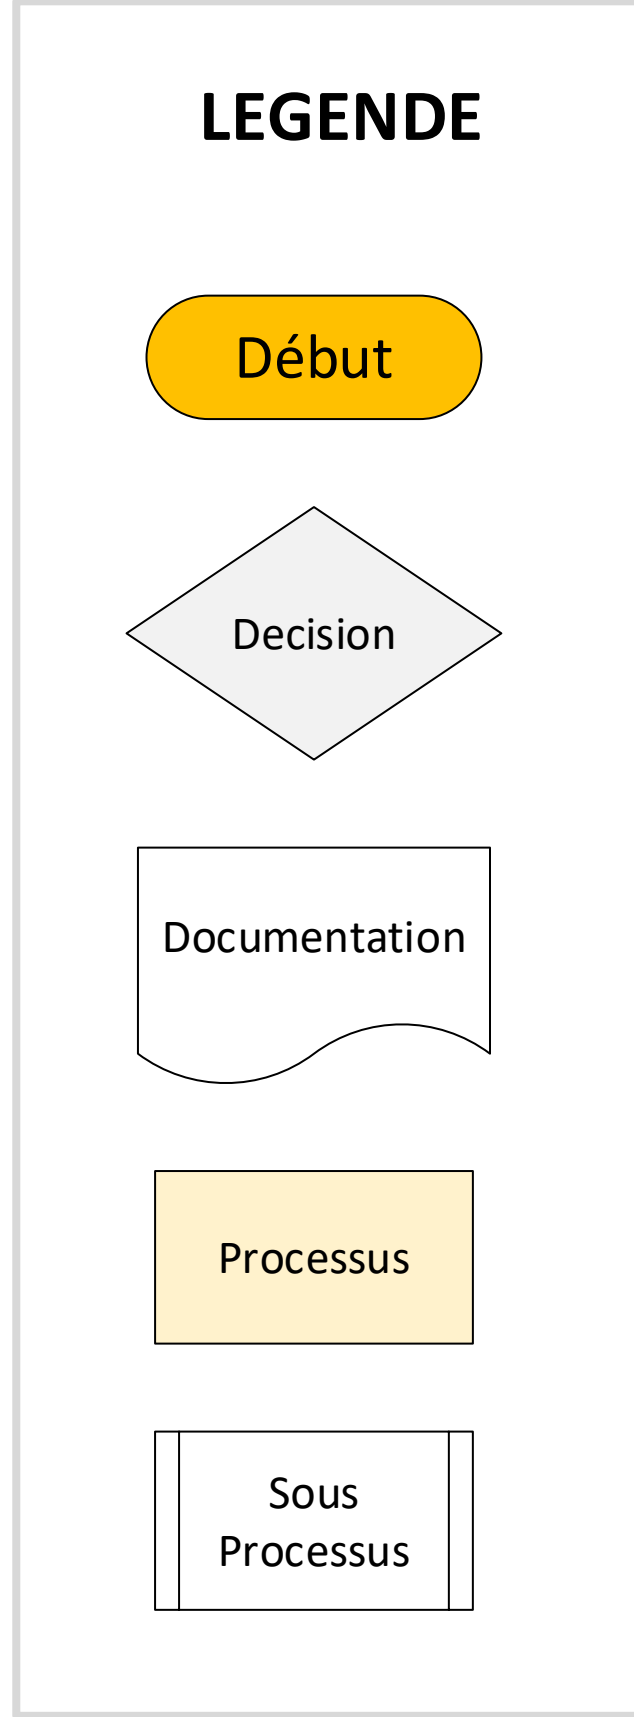 LEGENDE
Début
Decision
Documentation
Processus
Sous
Processus